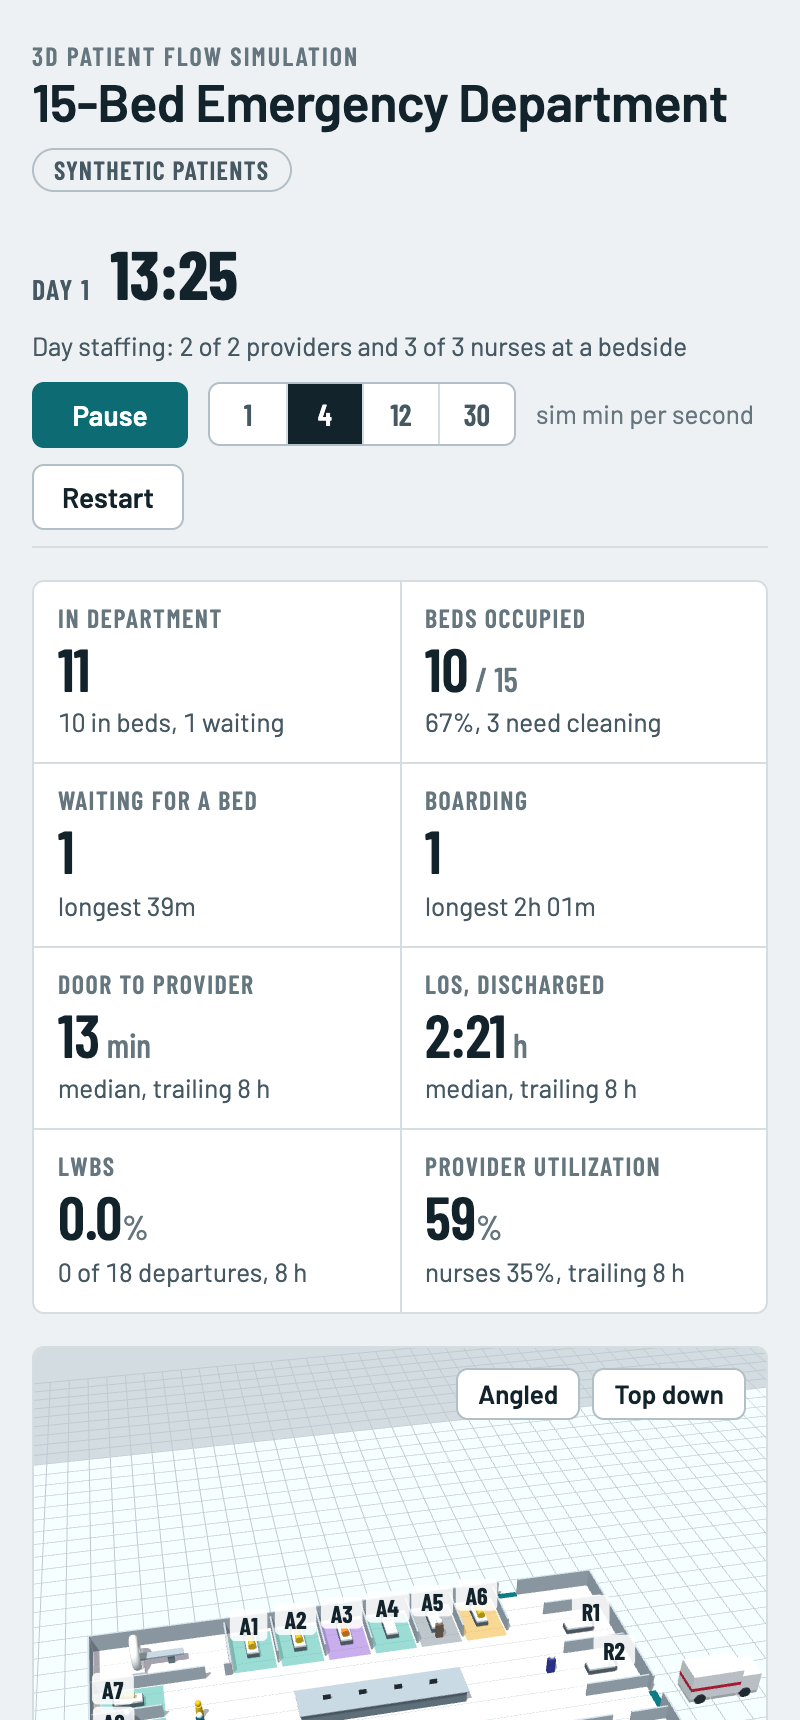 3D PATIENT FLOW SIMULATION
15-Bed Emergency Department
SYNTHETIC PATIENTS
DAY 1 13:25
Day staffing: 2 of 2 providers and 3 of 3 nurses at a bedside
Pause 1 4 12 30 sim min per second
Restart
IN DEPARTMENT
11
10 in beds, 1 waiting
BEDS OCCUPIED
10 / 15
67%, 3 need cleaning
WAITING FOR A BED
1
longest 39m
BOARDING
1
longest 2h 01m
DOOR TO PROVIDER
13 min
median, trailing 8 h
LOS, DISCHARGED
2:21 h
median, trailing 8 h
LWBS
0.0%
0 of 18 departures, 8 h
PROVIDER UTILIZATION
59%
nurses 35%, trailing 8 h
Angled Top down
A1 A2 A3 A4 A5 A6
R1
R2
A7